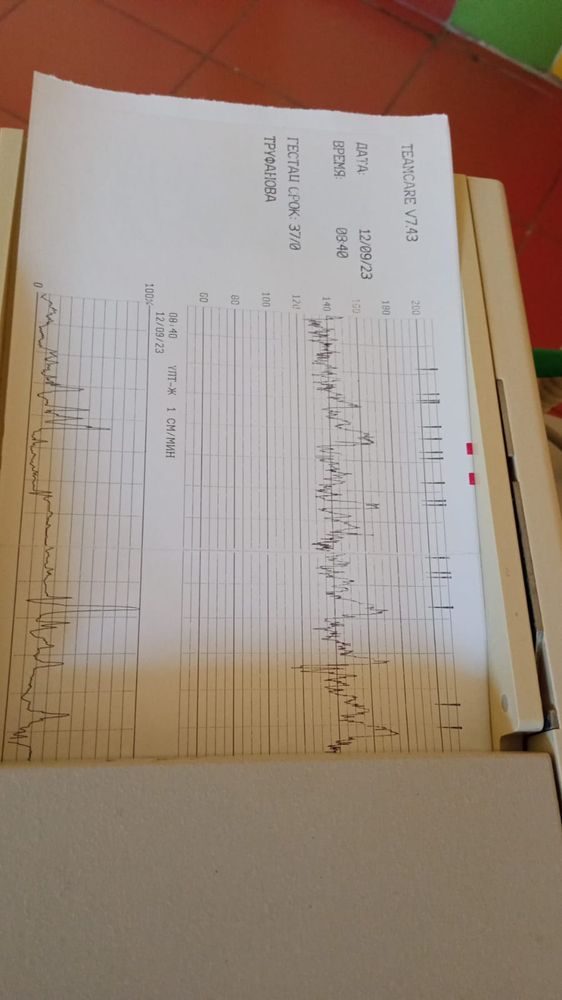 TEAMCARE V7.43
ДАТА: 12/09/23
ВРЕМЯ: 08:40
ГЕСТАЦ СРОК: 37/0
ТРУФАНОВА
200
180
160
140
120
100
80
60
08:40 УПТ-Ж 1 СМ/МИН
12/09/23
100%
0